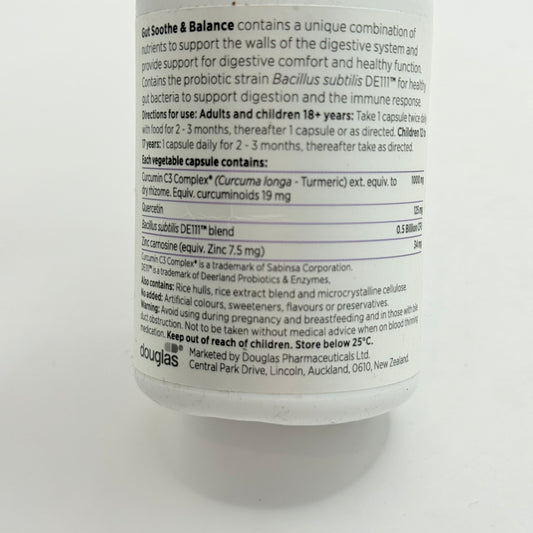 Gut Soothe & Balance contains a unique combination of
nutrients to support the walls of the digestive system and
provide support for digestive comfort and healthy function.
Contains the probiotic strain Bacillus subtilis DE111™ for healthy
gut bacteria to support digestion and the immune response.
Directions for use: Adults and children 18+ years: Take 1 capsule twice daily
with food for 2 - 3 months, thereafter 1 capsule or as directed. Children 12 to
17 years: 1 capsule daily for 2 - 3 months, thereafter take as directed.
Each vegetable capsule contains:
Curcumin C3 Complex® (Curcuma longa - Turmeric) ext. equiv. to 1000 mg
dry rhizome. Equiv. curcuminoids 19 mg
Quercetin 125 mg
Bacillus subtilis DE111™ blend 0.5 Billion CFU
Zinc carnosine (equiv. Zinc 7.5 mg) 34 mg
Curcumin C3 Complex® is a trademark of Sabinsa Corporation.
DE111™ is a trademark of Deerland Probiotics & Enzymes.
Also contains: Rice hulls, rice extract blend and microcrystalline cellulose
No added: Artificial colours, sweeteners, flavours or preservatives.
Warning: Avoid using during pregnancy and breastfeeding and in those with bile
duct obstruction. Not to be taken without medical advice when on blood thinning
medication. Keep out of reach of children. Store below 25°C.
douglas Marketed by Douglas Pharmaceuticals Ltd.
Central Park Drive, Lincoln, Auckland, 0610, New Zealand.